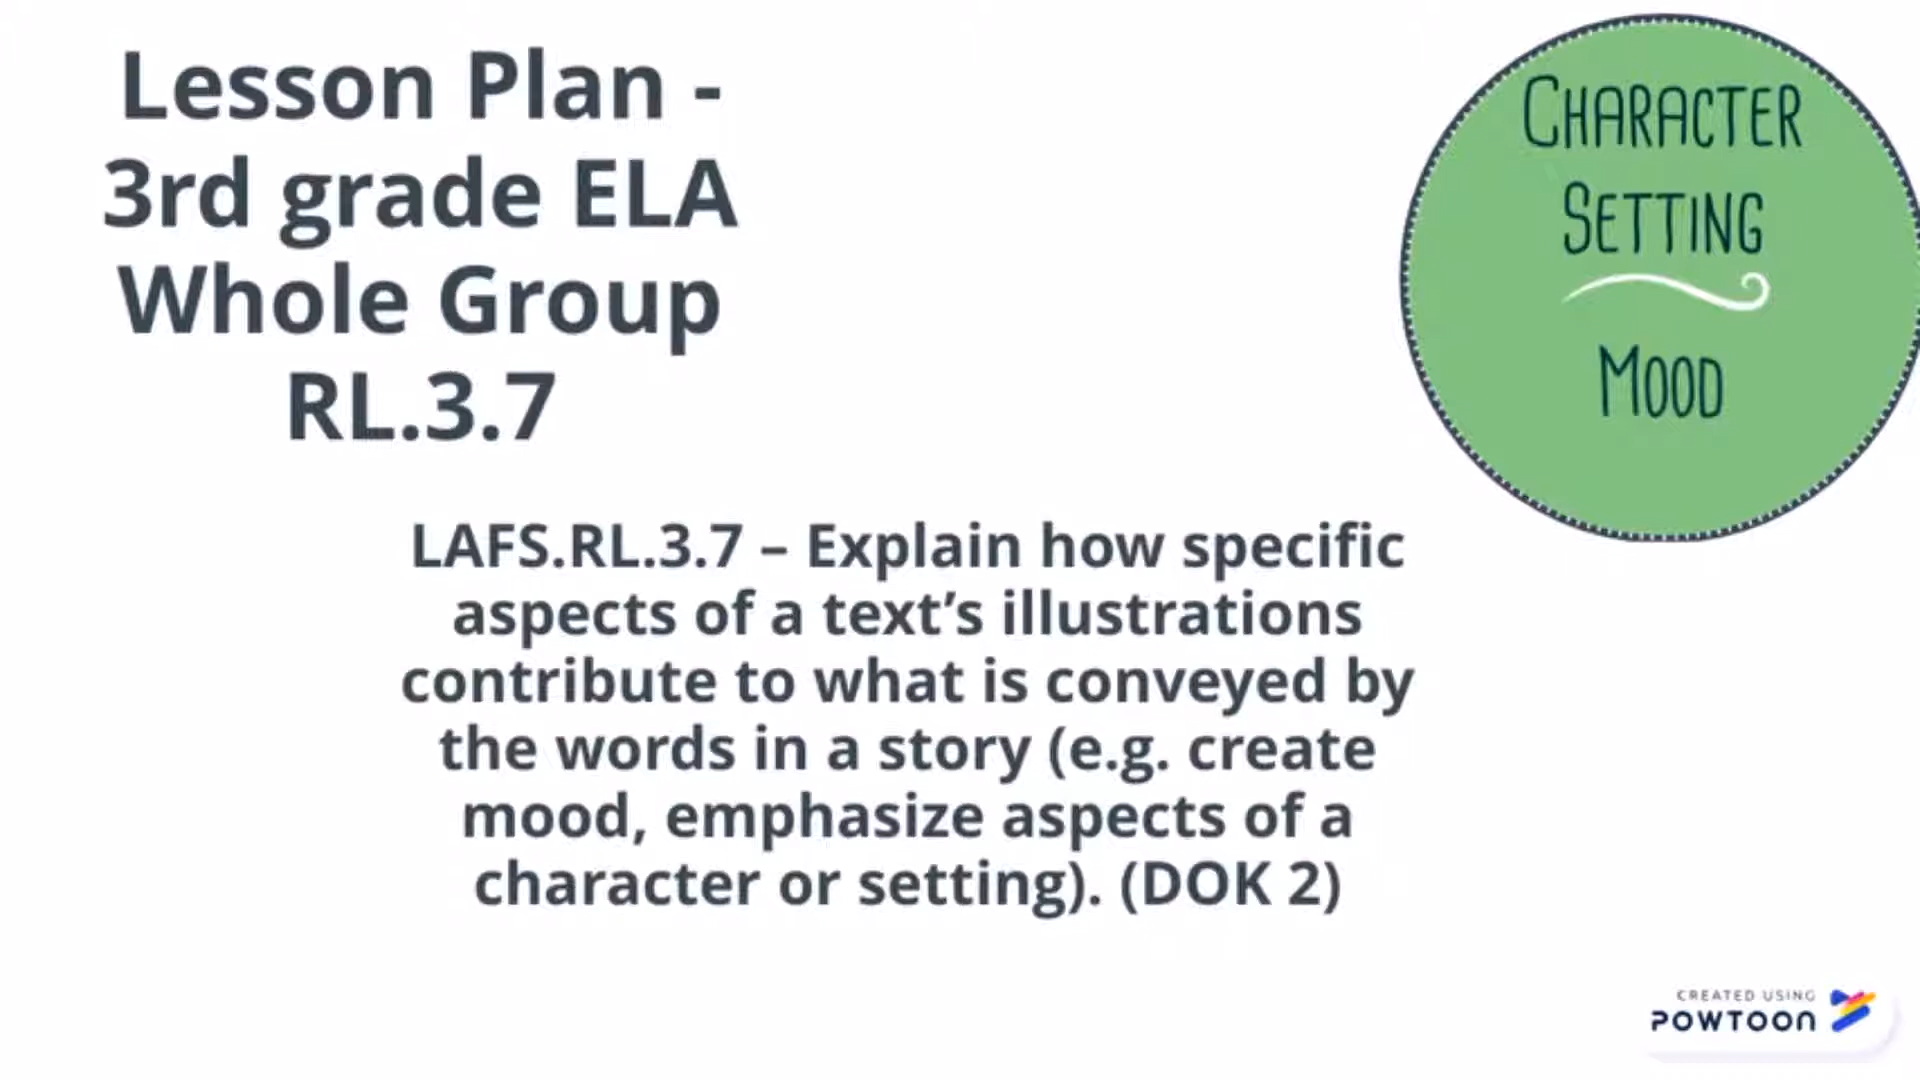 Lesson Plan -
3rd grade ELA
Whole Group
RL.3.7
CHARACTER
SETTING
MOOD
LAFS.RL.3.7 – Explain how specific
aspects of a text’s illustrations
contribute to what is conveyed by
the words in a story (e.g. create
mood, emphasize aspects of a
character or setting). (DOK 2)
CREATED USING
POWTOON